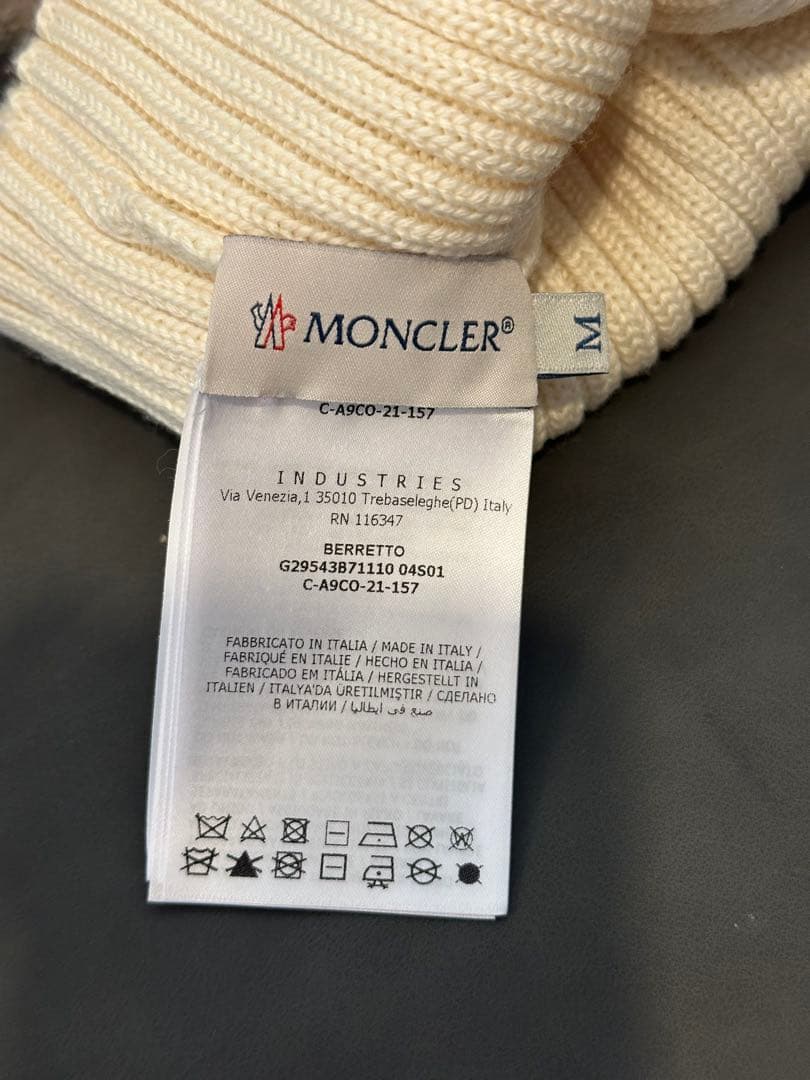 MONCLER®
M
C-A9CO-21-157
INDUSTRIES
Via Venezia,1 35010 Trebaseleghe(PD) Italy
RN 116347
BERRETTO
G29543B71110 04S01
C-A9CO-21-157
FABBRICATO IN ITALIA / MADE IN ITALY /
FABRIQUÉ EN ITALIE / HECHO EN ITALIA /
FABRICADO EM ITÁLIA / HERGESTELLT IN
ITALIEN / ITALYA'DA ÜRETILMIŞTIR / СДЕЛАНО
В ИТАЛИИ / صنع في ايطاليا
W